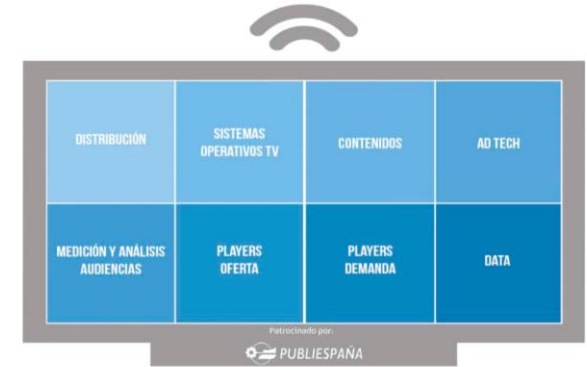 DISTRIBUCIÓN
SISTEMAS
OPERATIVOS TV
CONTENIDOS
AD TECH
MEDICIÓN Y ANÁLISIS
AUDIENCIAS
PLAYERS
OFERTA
PLAYERS
DEMANDA
DATA
Patrocinado por:
PUBLIESPAÑA